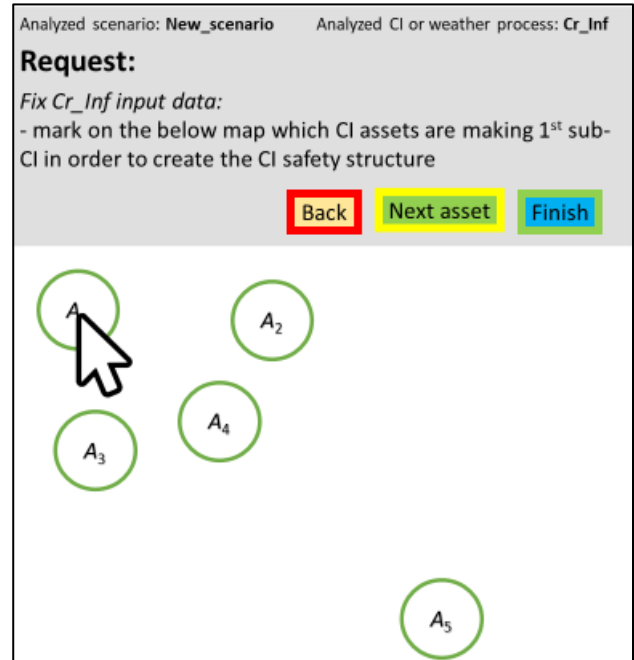 Analyzed scenario: New_scenario Analyzed CI or weather process: Cr_Inf
Request:
Fix Cr_Inf input data:
- mark on the below map which CI assets are making 1st sub-
CI in order to create the CI safety structure
Back Next asset Finish
A
A2
A4
A3
A5